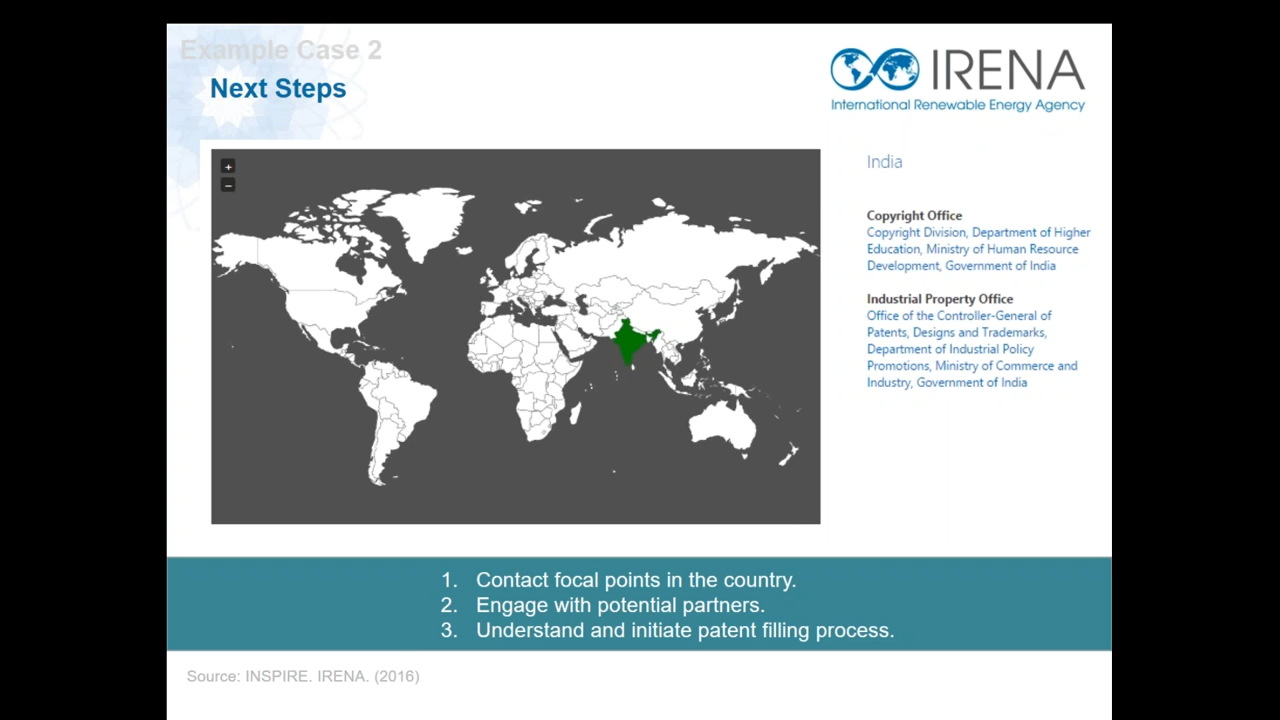 Example Case 2
Next Steps
IRENA
International Renewable Energy Agency
+
−
India
Copyright Office
Copyright Division, Department of Higher
Education, Ministry of Human Resource
Development, Government of India
Industrial Property Office
Office of the Controller-General of
Patents, Designs and Trademarks,
Department of Industrial Policy
Promotions, Ministry of Commerce and
Industry, Government of India
1. Contact focal points in the country.
2. Engage with potential partners.
3. Understand and initiate patent filling process.
Source: INSPIRE. IRENA. (2016)